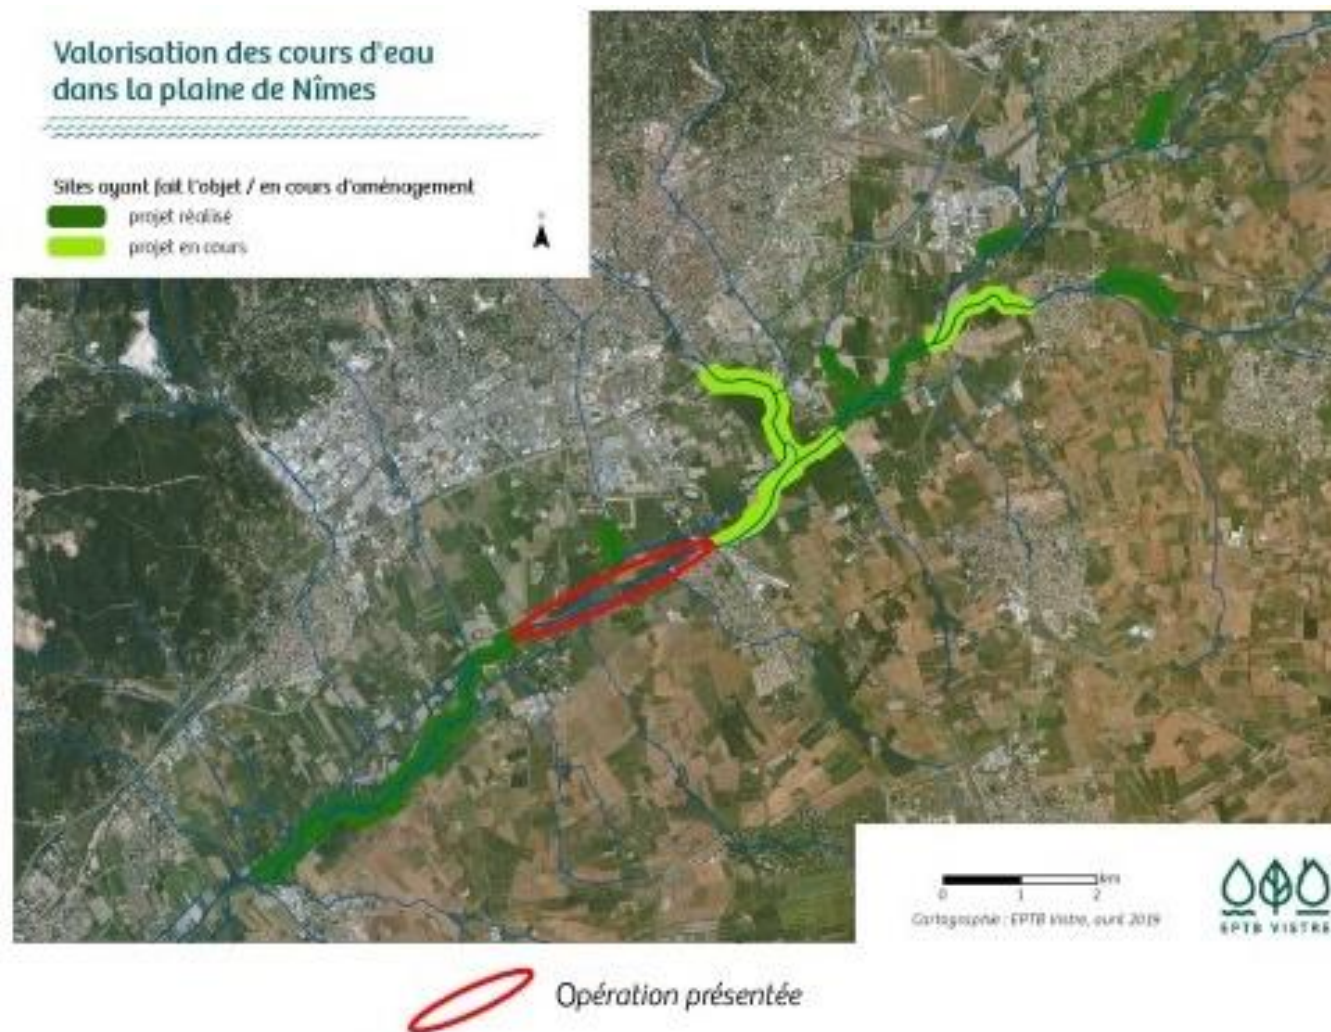 Valorisation des cours d'eau
dans la plaine de Nîmes
Sites ayant fait l'objet / en cours d'aménagement
projet réalisé
projet en cours
km
0 1 2
Cartographie : EPTB Vistre, avril 2019
EPTB VISTRE
Opération présentée